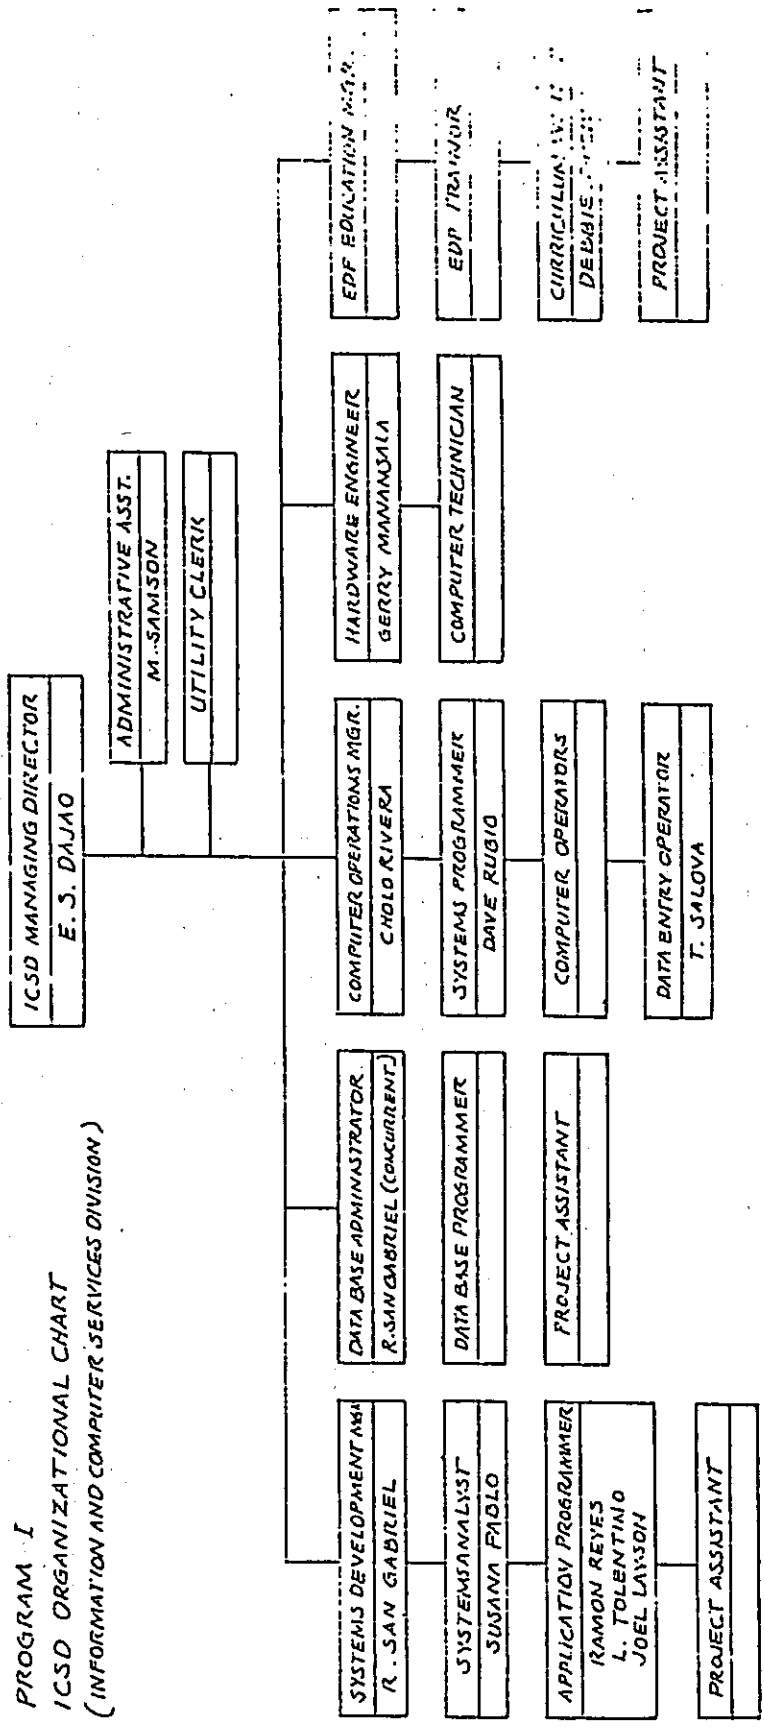 PROGRAM I
ICSD ORGANIZATIONAL CHART
(INFORMATION AND COMPUTER SERVICES DIVISION)
ICSD MANAGING DIRECTOR
E. S. DAJAO
ADMINISTRATIVE ASST.
M. SAMSON
UTILITY CLERK
SYSTEMS DEVELOPMENT MGR
R. SAN GABRIEL
SYSTEMS ANALYST
SUSANA PABLO
APPLICATION PROGRAMMER
RAMON REYES
L. TOLENTINO
JOEL LAYSON
PROJECT ASSISTANT
DATA BASE ADMINISTRATOR
R. SAN GABRIEL (CONCURRENT)
DATA BASE PROGRAMMER
PROJECT ASSISTANT
COMPUTER OPERATIONS MGR.
CHOLO RIVERA
SYSTEMS PROGRAMMER
DAVE RUBIO
COMPUTER OPERATORS
DATA ENTRY OPERATOR
T. SALOVA
HARDWARE ENGINEER
GERRY MANANSALA
COMPUTER TECHNICIAN
EDP EDUCATION MGR.
EDP TRAINOR
CURRICULUM
DEBBIE
PROJECT ASSISTANT